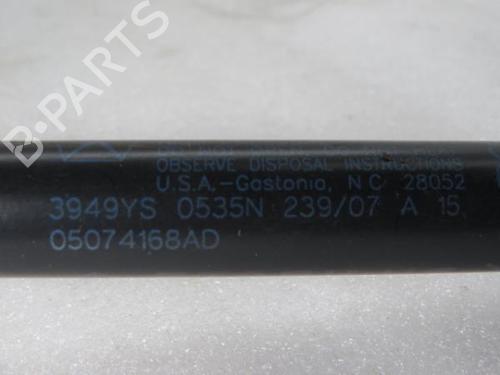 OBSERVE DISPOSAL INSTRUCTIONS
U.S.A.-Gastonia, N C 28052
3949YS 0535N 239/07 A 15
05074168AD
B-PARTS